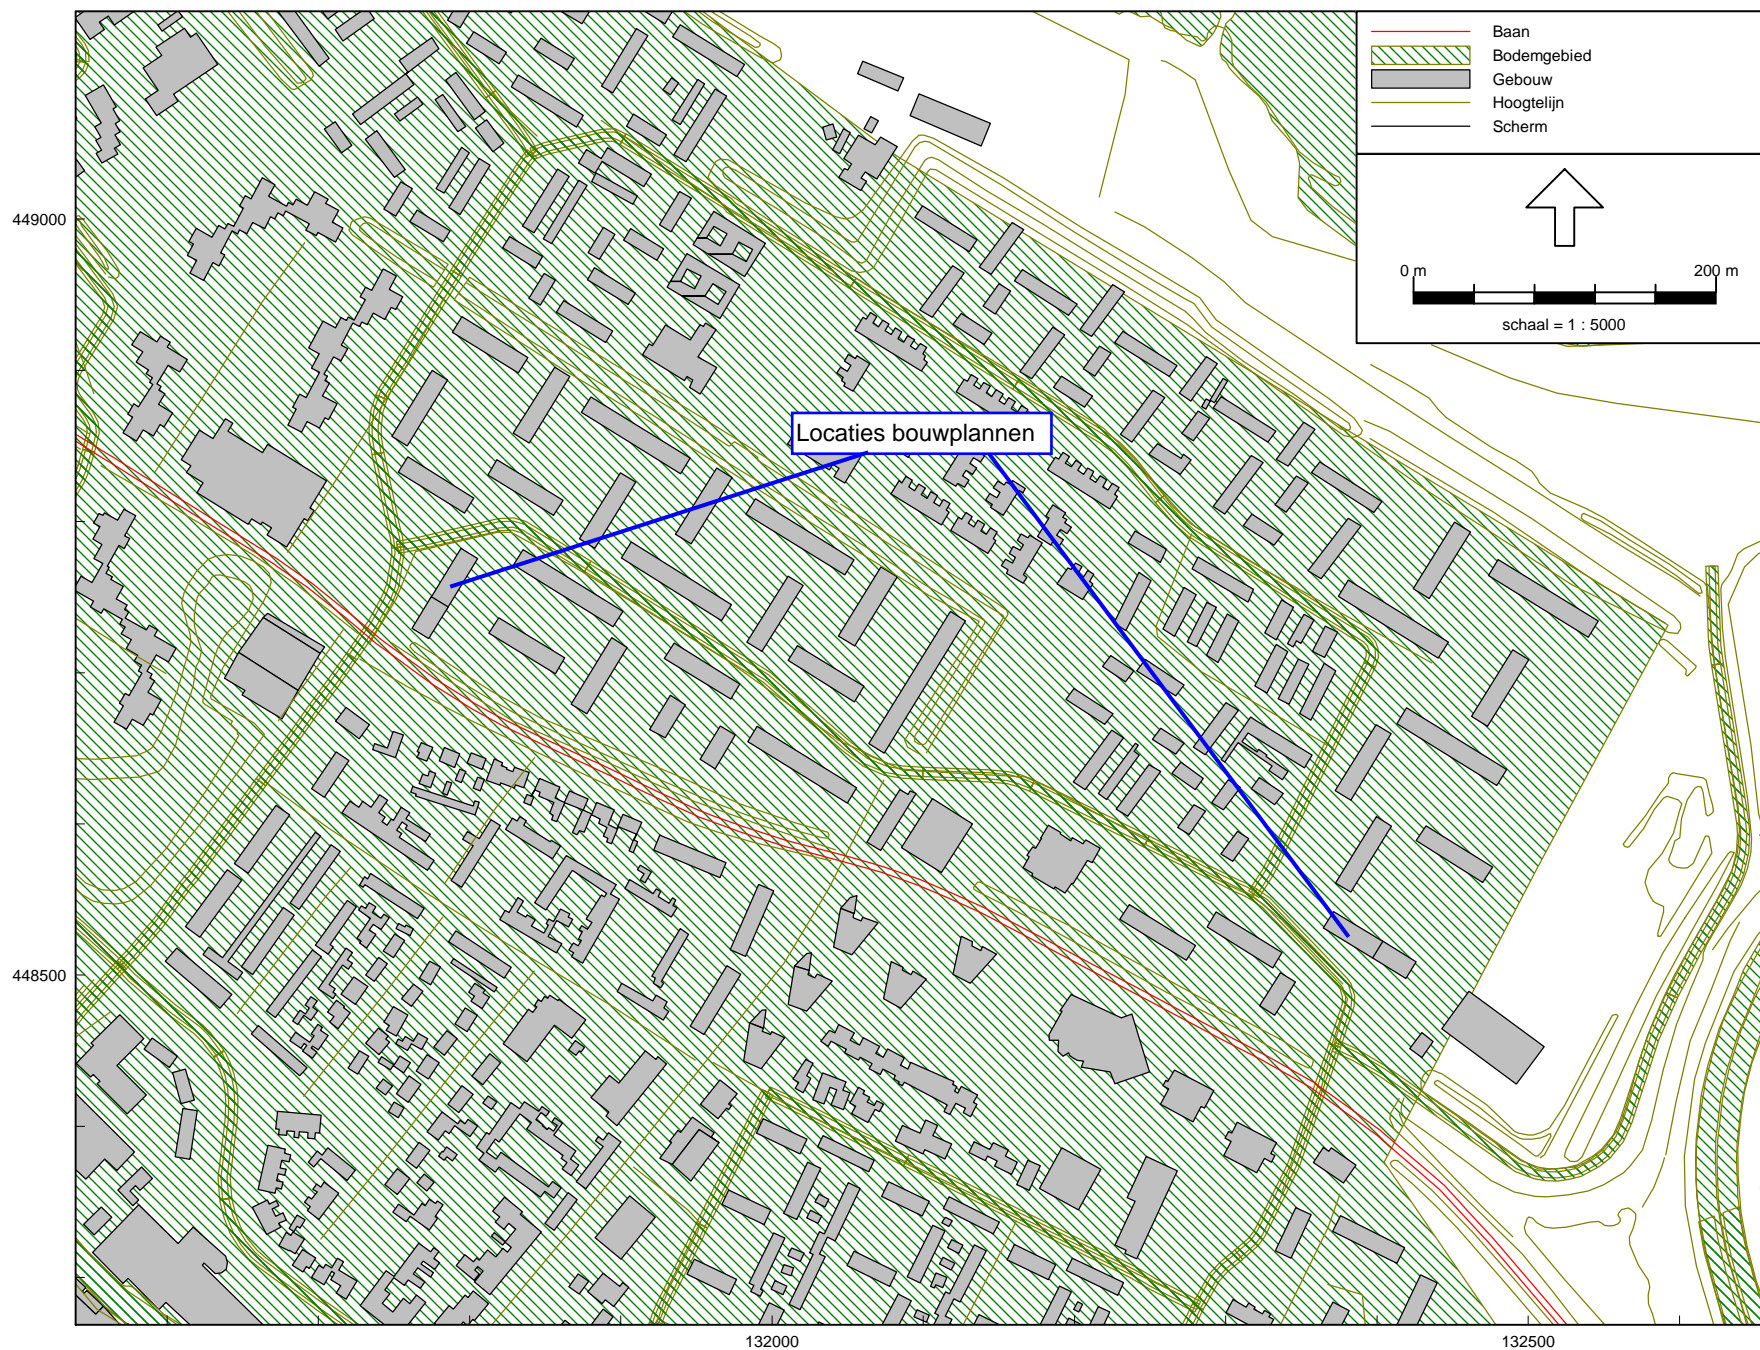 Baan
Bodemgebied
Gebouw
Hoogtelijn
Scherm
0 m
200 m
schaal = 1 : 5000
449000
Locaties bouwplannen
448500
132000
132500